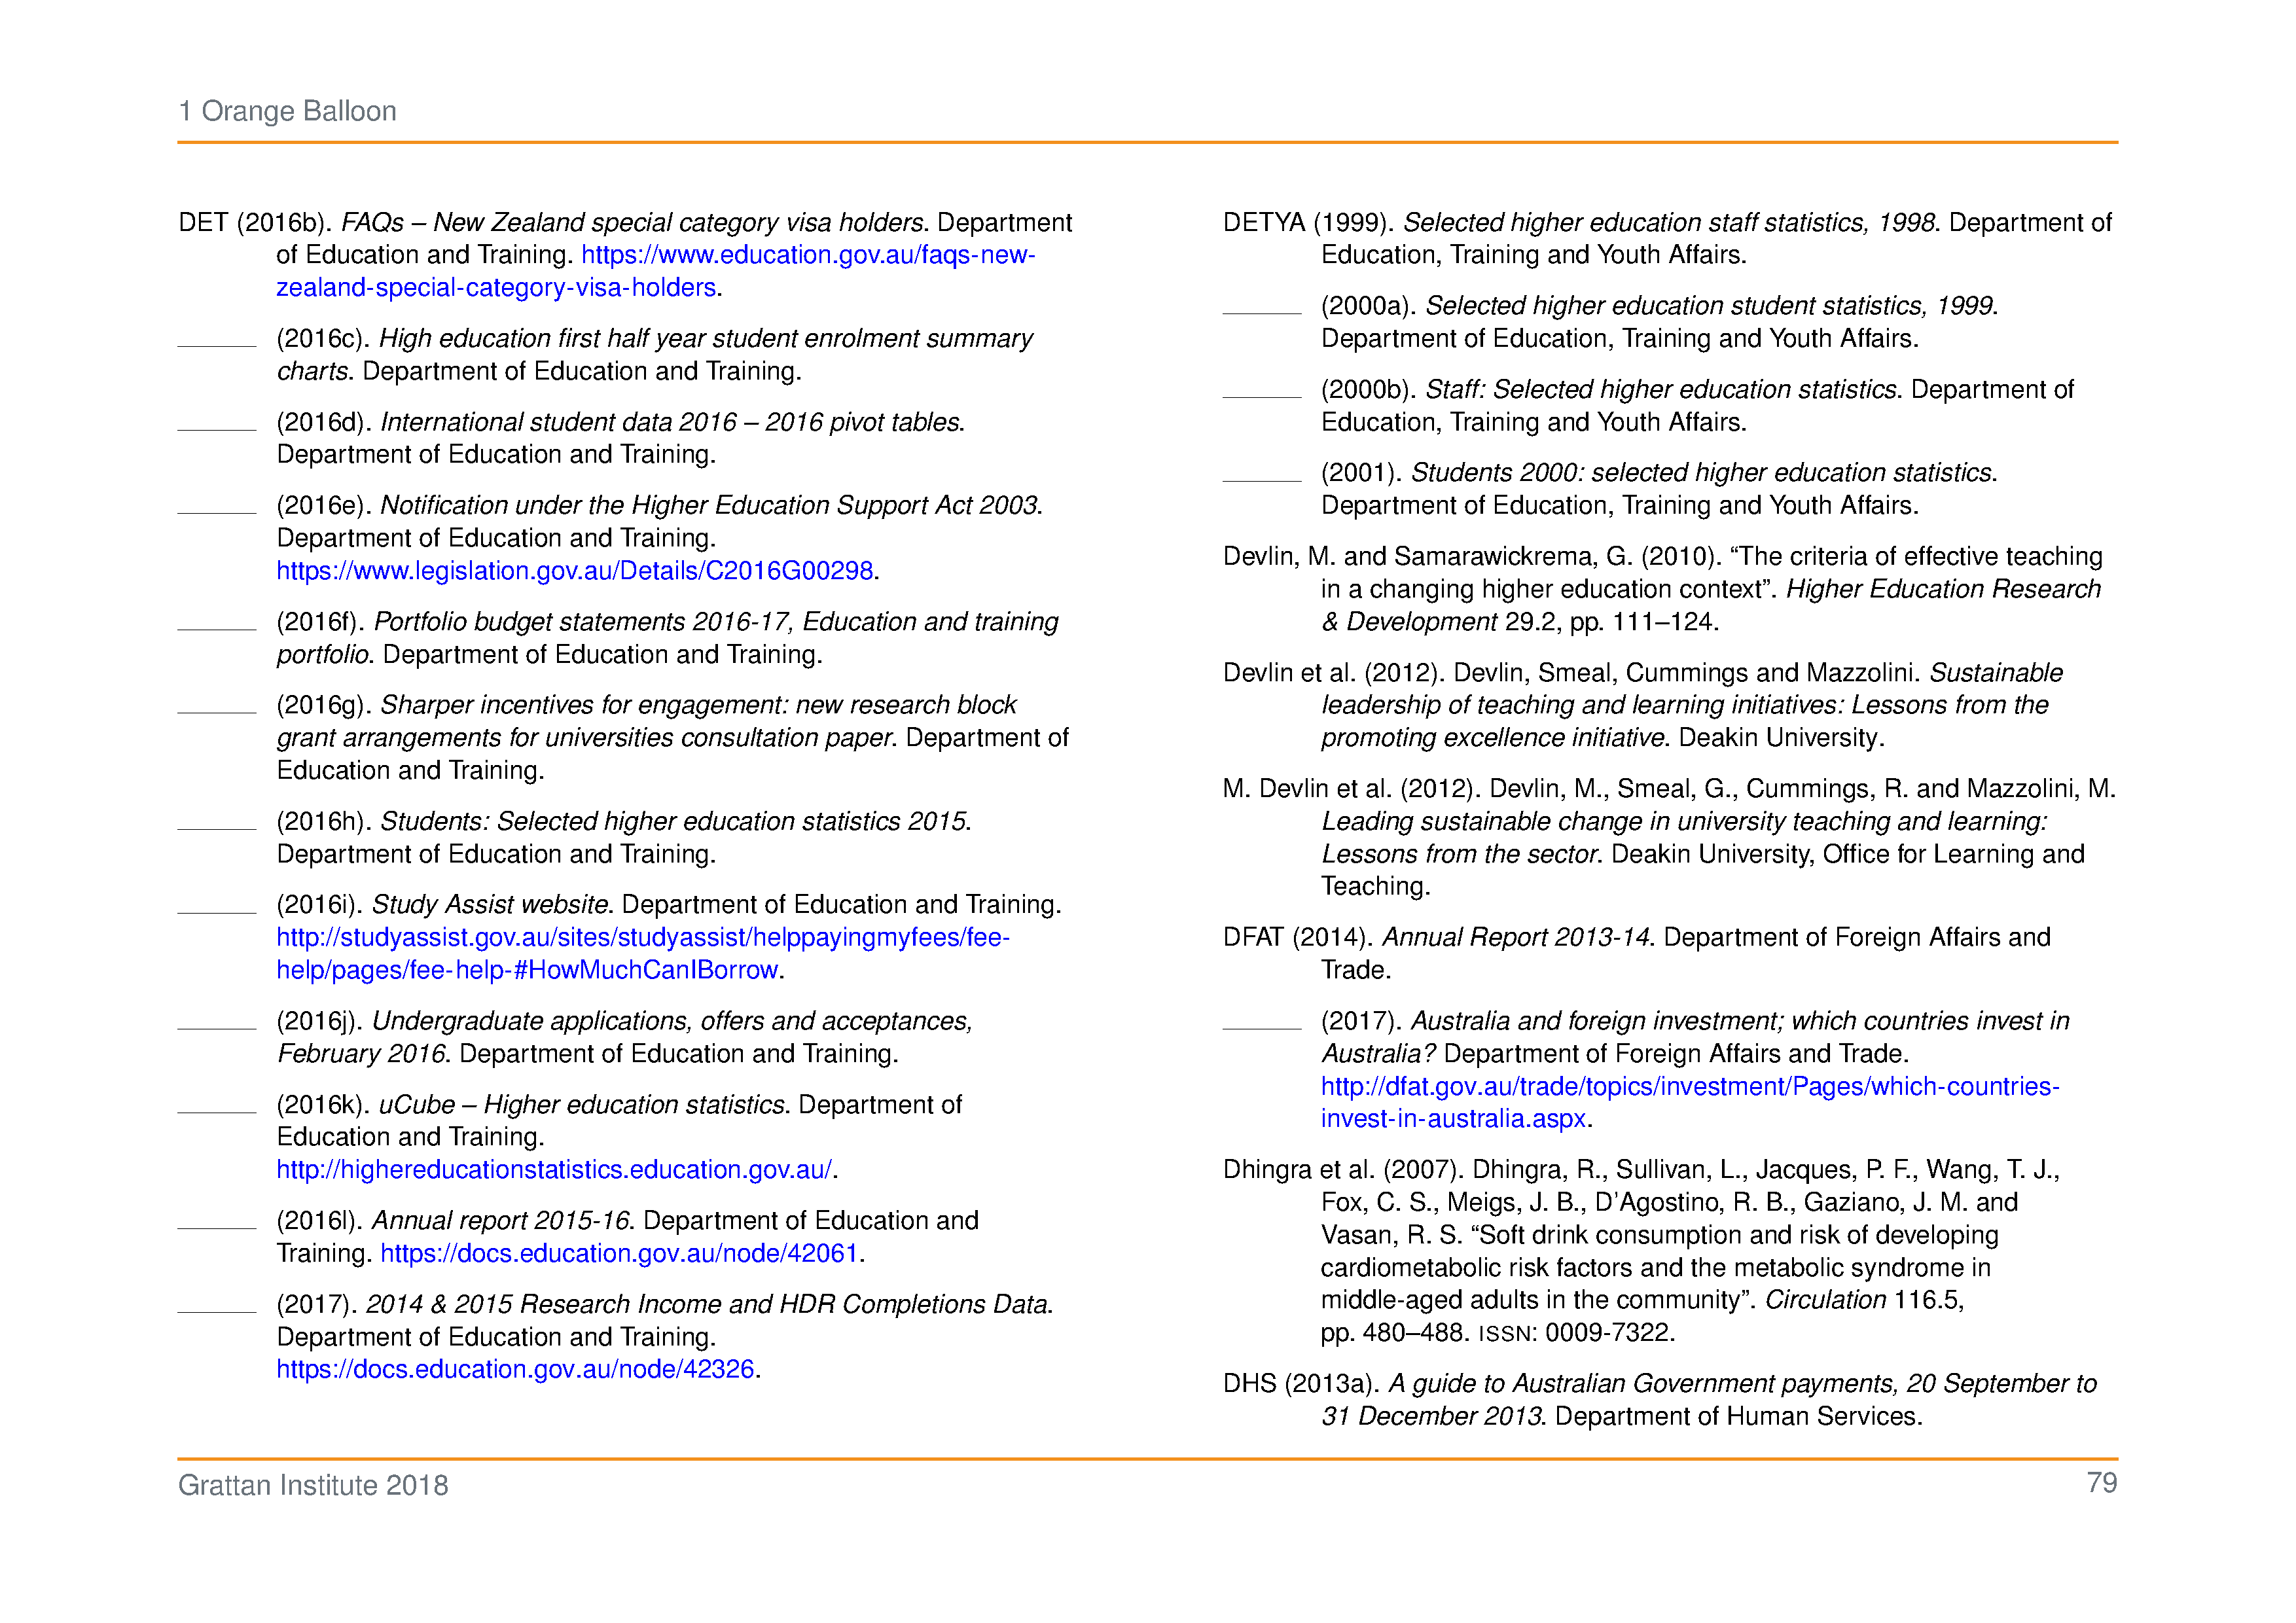 1 Orange Balloon
DET (2016b). FAQs – New Zealand special category visa holders. Department
of Education and Training. https://www.education.gov.au/faqs-new-
zealand-special-category-visa-holders.
(2016c). High education first half year student enrolment summary
charts. Department of Education and Training.
(2016d). International student data 2016 – 2016 pivot tables.
Department of Education and Training.
(2016e). Notification under the Higher Education Support Act 2003.
Department of Education and Training.
https://www.legislation.gov.au/Details/C2016G00298.
(2016f). Portfolio budget statements 2016-17, Education and training
portfolio. Department of Education and Training.
(2016g). Sharper incentives for engagement: new research block
grant arrangements for universities consultation paper. Department of
Education and Training.
(2016h). Students: Selected higher education statistics 2015.
Department of Education and Training.
(2016i). Study Assist website. Department of Education and Training.
http://studyassist.gov.au/sites/studyassist/helppayingmyfees/fee-
help/pages/fee-help-#HowMuchCanIBorrow.
(2016j). Undergraduate applications, offers and acceptances,
February 2016. Department of Education and Training.
(2016k). uCube – Higher education statistics. Department of
Education and Training.
http://highereducationstatistics.education.gov.au/.
(2016l). Annual report 2015-16. Department of Education and
Training. https://docs.education.gov.au/node/42061.
(2017). 2014 & 2015 Research Income and HDR Completions Data.
Department of Education and Training.
https://docs.education.gov.au/node/42326.
DETYA (1999). Selected higher education staff statistics, 1998. Department of
Education, Training and Youth Affairs.
(2000a). Selected higher education student statistics, 1999.
Department of Education, Training and Youth Affairs.
(2000b). Staff: Selected higher education statistics. Department of
Education, Training and Youth Affairs.
(2001). Students 2000: selected higher education statistics.
Department of Education, Training and Youth Affairs.
Devlin, M. and Samarawickrema, G. (2010). “The criteria of effective teaching
in a changing higher education context”. Higher Education Research
& Development 29.2, pp. 111–124.
Devlin et al. (2012). Devlin, Smeal, Cummings and Mazzolini. Sustainable
leadership of teaching and learning initiatives: Lessons from the
promoting excellence initiative. Deakin University.
M. Devlin et al. (2012). Devlin, M., Smeal, G., Cummings, R. and Mazzolini, M.
Leading sustainable change in university teaching and learning:
Lessons from the sector. Deakin University, Office for Learning and
Teaching.
DFAT (2014). Annual Report 2013-14. Department of Foreign Affairs and
Trade.
(2017). Australia and foreign investment; which countries invest in
Australia? Department of Foreign Affairs and Trade.
http://dfat.gov.au/trade/topics/investment/Pages/which-countries-
invest-in-australia.aspx.
Dhingra et al. (2007). Dhingra, R., Sullivan, L., Jacques, P. F., Wang, T. J.,
Fox, C. S., Meigs, J. B., D’Agostino, R. B., Gaziano, J. M. and
Vasan, R. S. “Soft drink consumption and risk of developing
cardiometabolic risk factors and the metabolic syndrome in
middle-aged adults in the community”. Circulation 116.5,
pp. 480–488. ISSN: 0009-7322.
DHS (2013a). A guide to Australian Government payments, 20 September to
31 December 2013. Department of Human Services.
Grattan Institute 2018
79